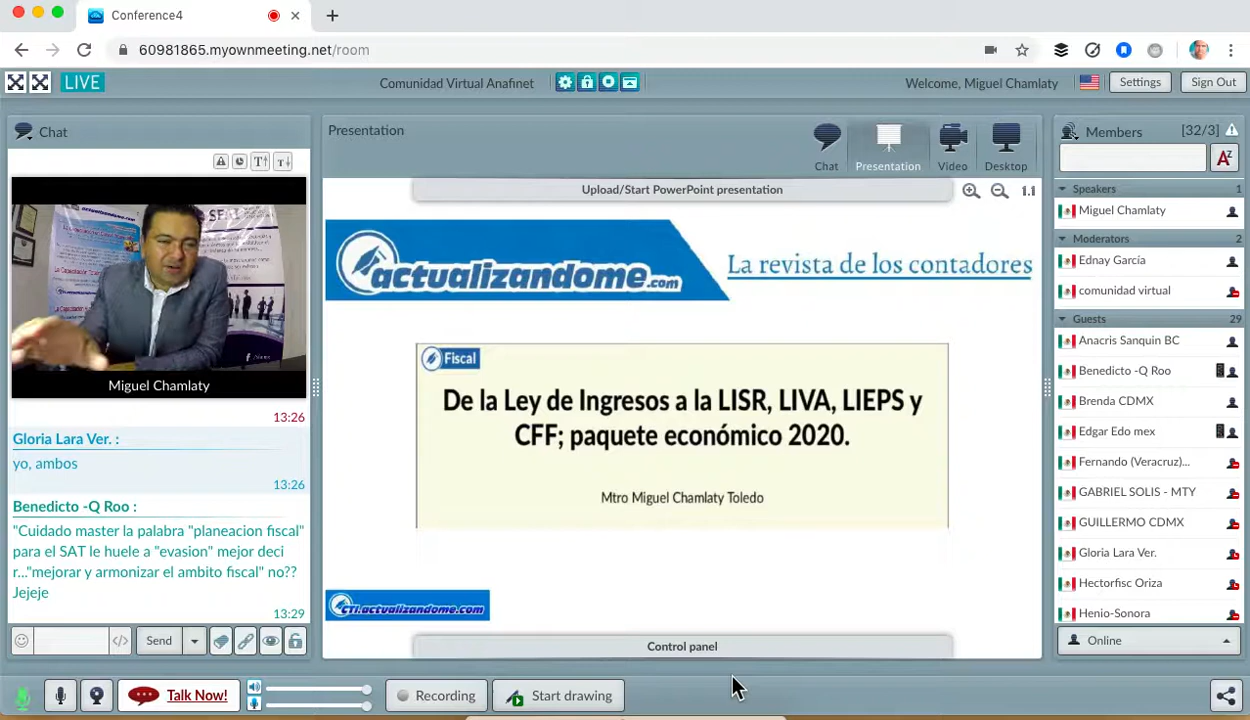 Conference4
60981865.myownmeeting.net/room
LIVE
Comunidad Virtual Anafinet
Welcome, Miguel Chamlaty
Settings
Sign Out
Chat
Miguel Chamlaty
13:26
Gloria Lara Ver. :
yo, ambos
13:26
Benedicto -Q Roo :
"Cuidado master la palabra "planeacion fiscal"
para el SAT le huele a "evasion" mejor deci
r..."mejorar y armonizar el ambito fiscal" no??
Jejeje
13:29
Send
Presentation
Chat
Presentation
Video
Desktop
Upload/Start PowerPoint presentation
1.1
actualizandome.com
La revista de los contadores
Fiscal
De la Ley de Ingresos a la LISR, LIVA, LIEPS y
CFF; paquete económico 2020.
Mtro Miguel Chamlaty Toledo
CTI.actualizandome.com
Control panel
Members
[32/3]
Speakers 1
Miguel Chamlaty
Moderators 2
Ednay García
comunidad virtual
Guests 29
Anacris Sanquin BC
Benedicto -Q Roo
Brenda CDMX
Edgar Edo mex
Fernando (Veracruz)...
GABRIEL SOLIS - MTY
GUILLERMO CDMX
Gloria Lara Ver.
Hectorfisc Oriza
Henio-Sonora
Online
Talk Now!
Recording
Start drawing